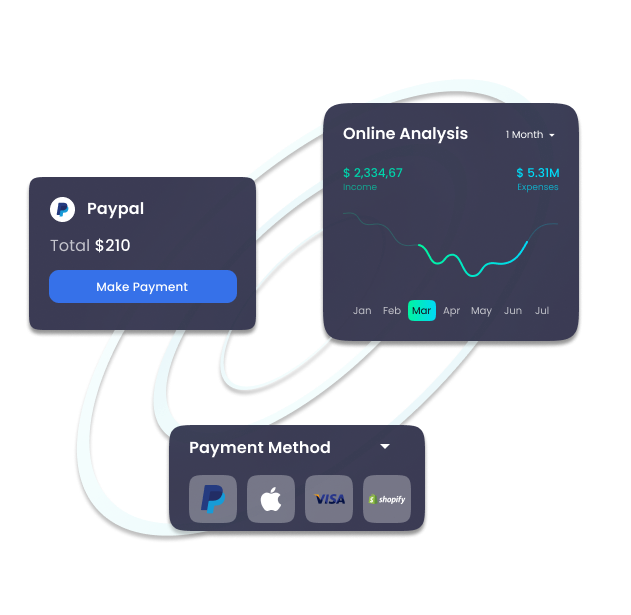 Online Analysis
1 Month
$ 2,334,67
$ 5.31M
Income
Expenses
Jan Feb Mar Apr May Jun Jul
Paypal
Total $210
Make Payment
Payment Method
VISA
shopify